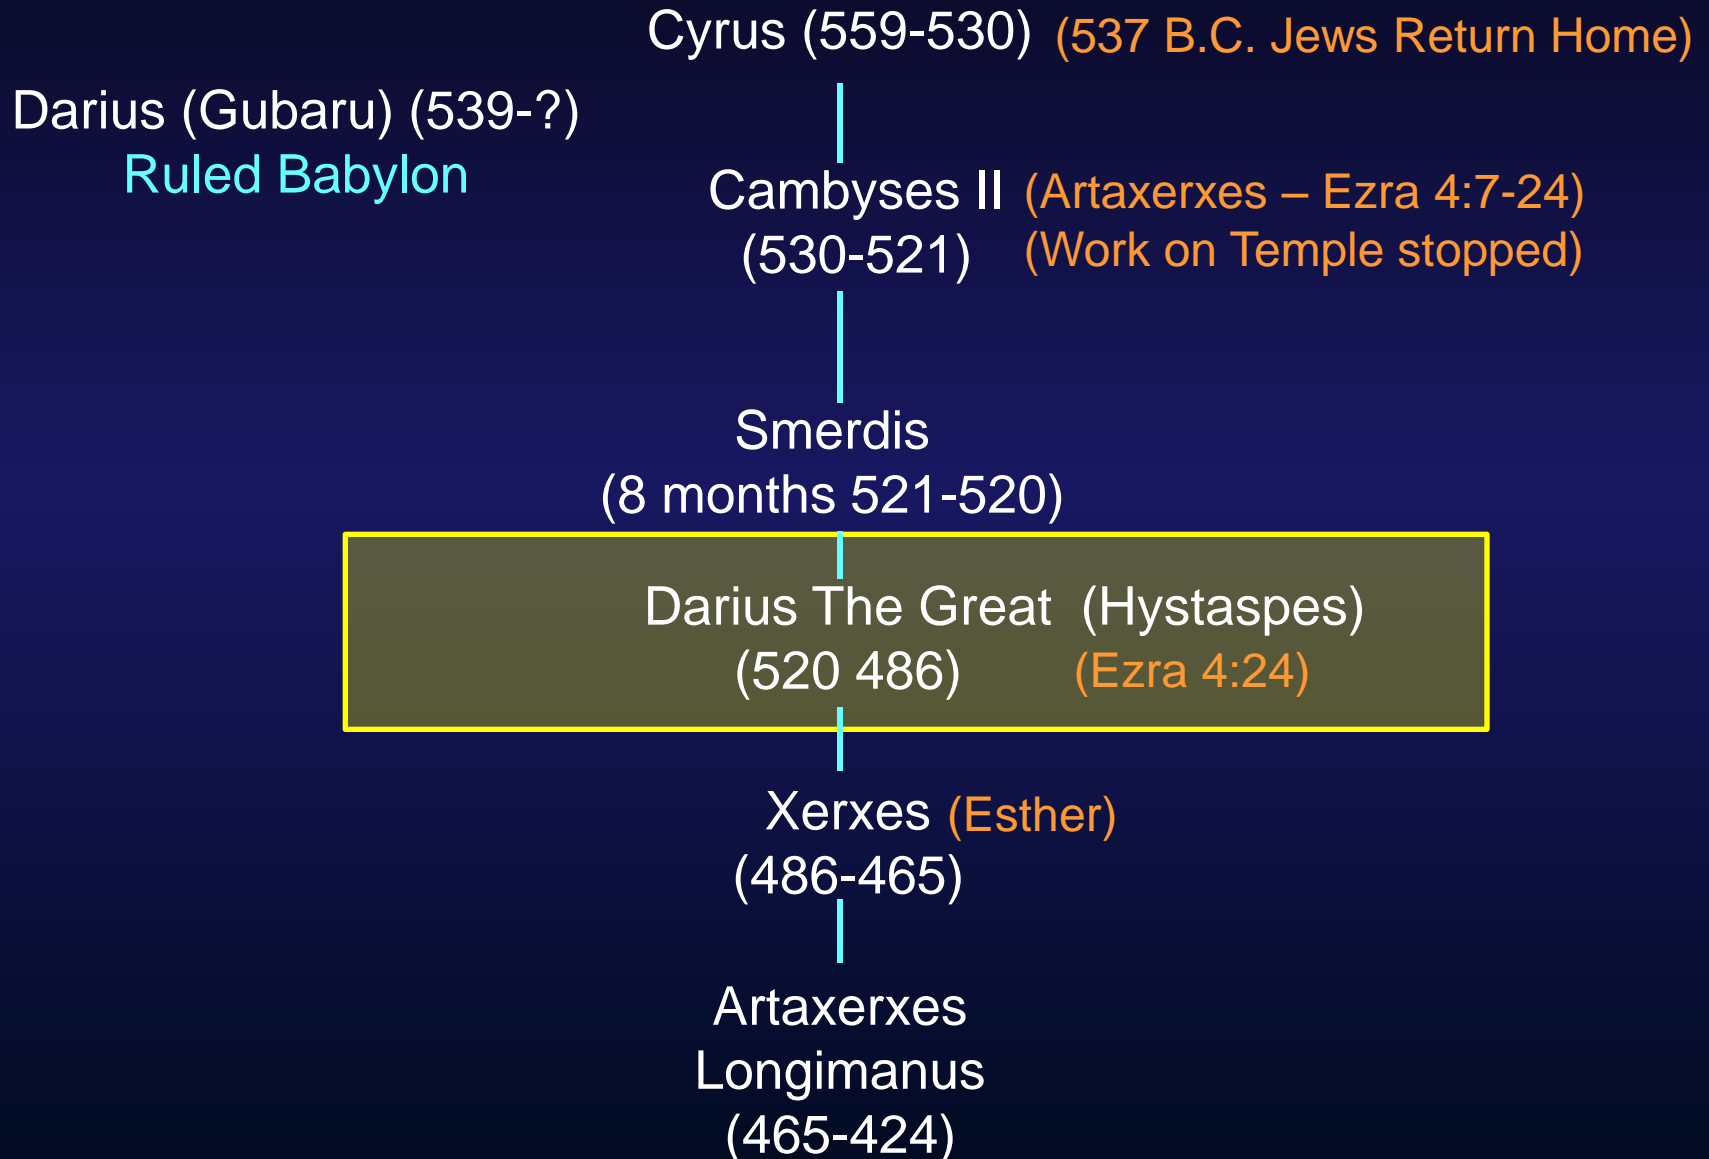 Cyrus (559-530) (537 B.C. Jews Return Home)
Darius (Gubaru) (539-?)
Ruled Babylon
Cambyses II (Artaxerxes – Ezra 4:7-24)
(530-521) (Work on Temple stopped)
Smerdis
(8 months 521-520)
Darius The Great (Hystaspes)
(520 486) (Ezra 4:24)
Xerxes (Esther)
(486-465)
Artaxerxes
Longimanus
(465-424)